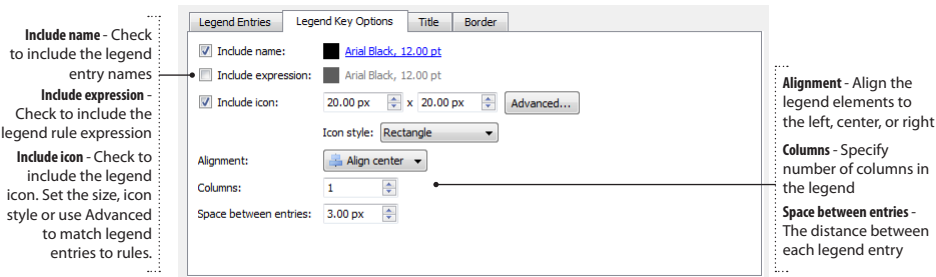 Include name - Check
to include the legend
entry names
Include expression -
Check to include the
legend rule expression
Include icon - Check to
include the legend
icon. Set the size, icon
style or use Advanced
to match legend
entries to rules.
Legend Entries Legend Key Options Title Border
Include name: Arial Black, 12.00 pt
Include expression: Arial Black, 12.00 pt
Include icon: 20.00 px x 20.00 px Advanced...
Icon style: Rectangle
Alignment: Align center
Columns: 1
Space between entries: 3.00 px
Alignment - Align the
legend elements to
the left, center, or right
Columns - Specify
number of columns in
the legend
Space between entries -
The distance between
each legend entry